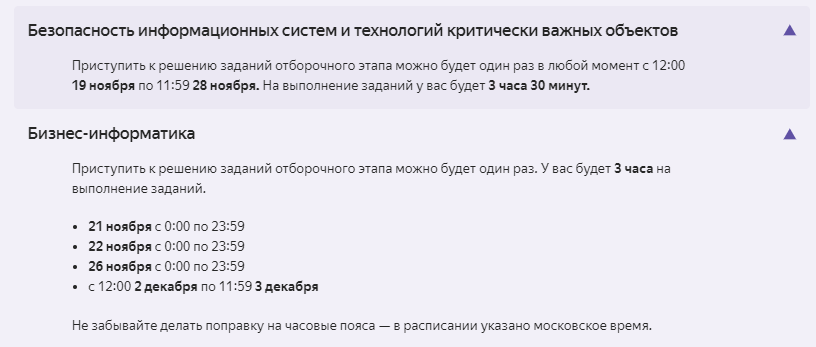 Безопасность информационных систем и технологий критически важных объектов
Приступить к решению заданий отборочного этапа можно будет один раз в любой момент с 12:00
19 ноября по 11:59 28 ноября. На выполнение заданий у вас будет 3 часа 30 минут.
Бизнес-информатика
Приступить к решению заданий отборочного этапа можно будет один раз. У вас будет 3 часа на
выполнение заданий.
• 21 ноября с 0:00 по 23:59
• 22 ноября с 0:00 по 23:59
• 26 ноября с 0:00 по 23:59
• с 12:00 2 декабря по 11:59 3 декабря
Не забывайте делать поправку на часовые пояса — в расписании указано московское время.